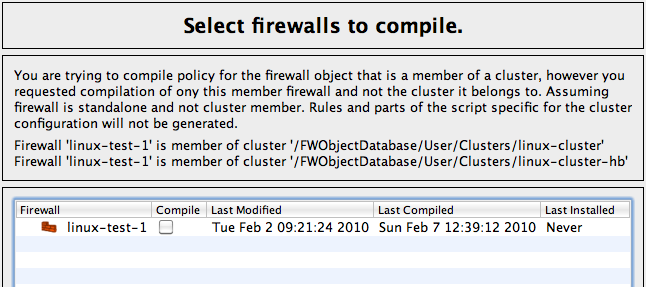 Select firewalls to compile.
You are trying to compile policy for the firewall object that is a member of a cluster, however you
requested compilation of ony this member firewall and not the cluster it belongs to. Assuming
firewall is standalone and not cluster member. Rules and parts of the script specific for the cluster
configuration will not be generated.
Firewall 'linux-test-1' is member of cluster '/FWObjectDatabase/User/Clusters/linux-cluster'
Firewall 'linux-test-1' is member of cluster '/FWObjectDatabase/User/Clusters/linux-cluster-hb'
Firewall Compile Last Modified Last Compiled Last Installed
linux-test-1 Tue Feb 2 09:21:24 2010 Sun Feb 7 12:39:12 2010 Never